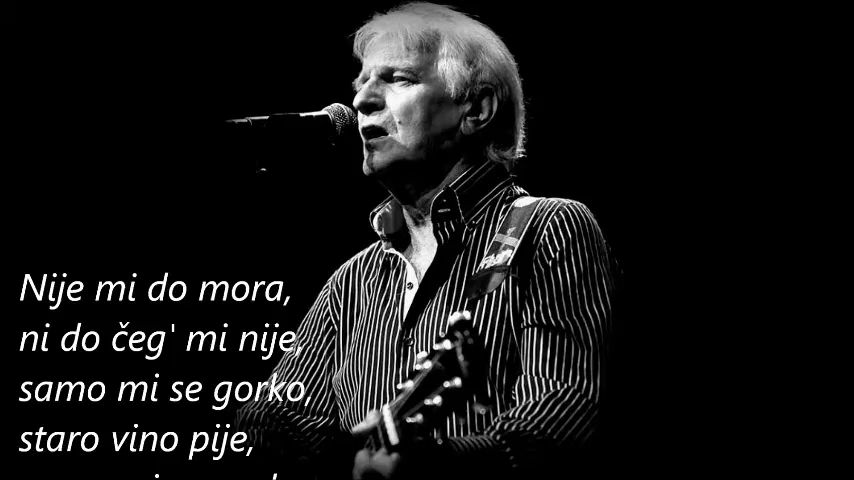 Nije mi do mora,
ni do čeg' mi nije,
samo mi se gorko,
staro vino pije,